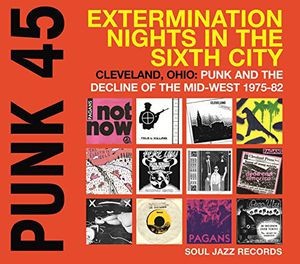 PUNK 45
EXTERMINATION
NIGHTS IN THE
SIXTH CITY
CLEVELAND, OHIO: PUNK AND THE
DECLINE OF THE MID-WEST 1975-82
PAGANS
not
now
PAGANS
SOUL JAZZ RECORDS